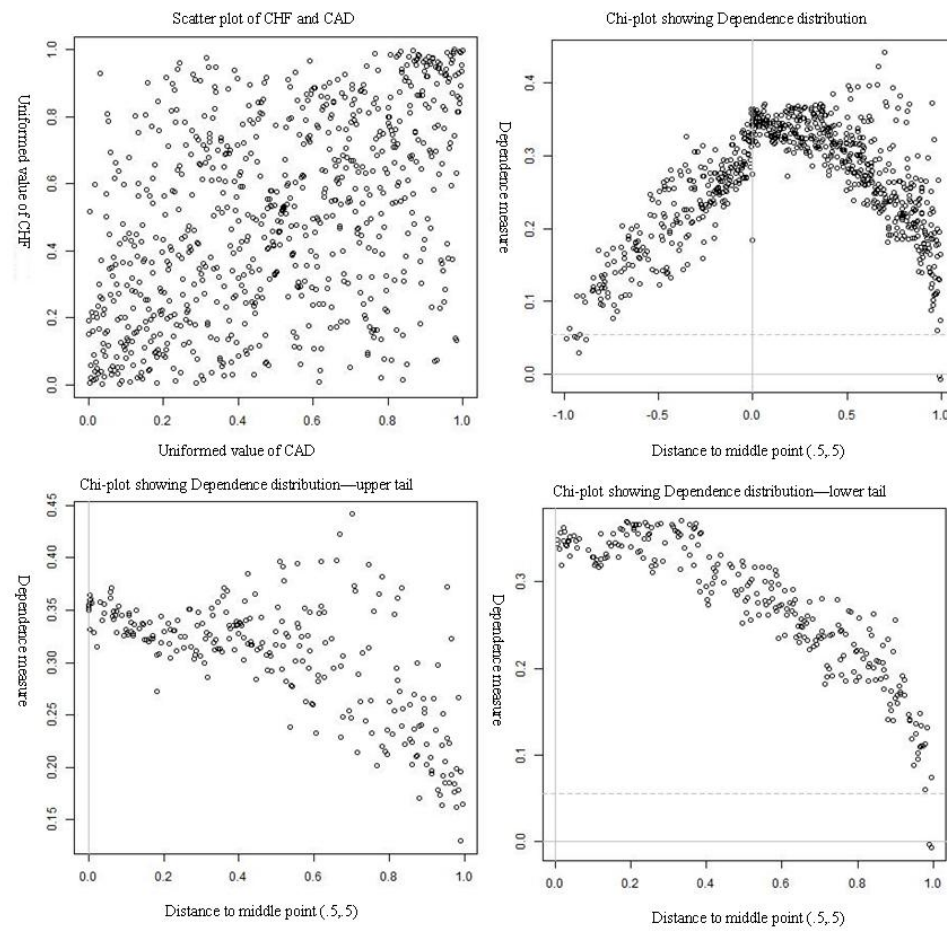 Scatter plot of CHF and CAD
Uniformed value of CHF
1.0
0.8
0.6
0.4
0.2
0.0
0.0 0.2 0.4 0.6 0.8 1.0
Uniformed value of CAD
Chi-plot showing Dependence distribution
Dependence measure
0.4
0.3
0.2
0.1
0.0
-1.0 -0.5 0.0 0.5 1.0
Distance to middle point (.5,.5)
Chi-plot showing Dependence distribution—upper tail
Dependence measure
0.45
0.40
0.35
0.30
0.25
0.20
0.15
0.0 0.2 0.4 0.6 0.8 1.0
Distance to middle point (.5,.5)
Chi-plot showing Dependence distribution—lower tail
Dependence measure
0.3
0.2
0.1
0.0
0.0 0.2 0.4 0.6 0.8 1.0
Distance to middle point (.5,.5)